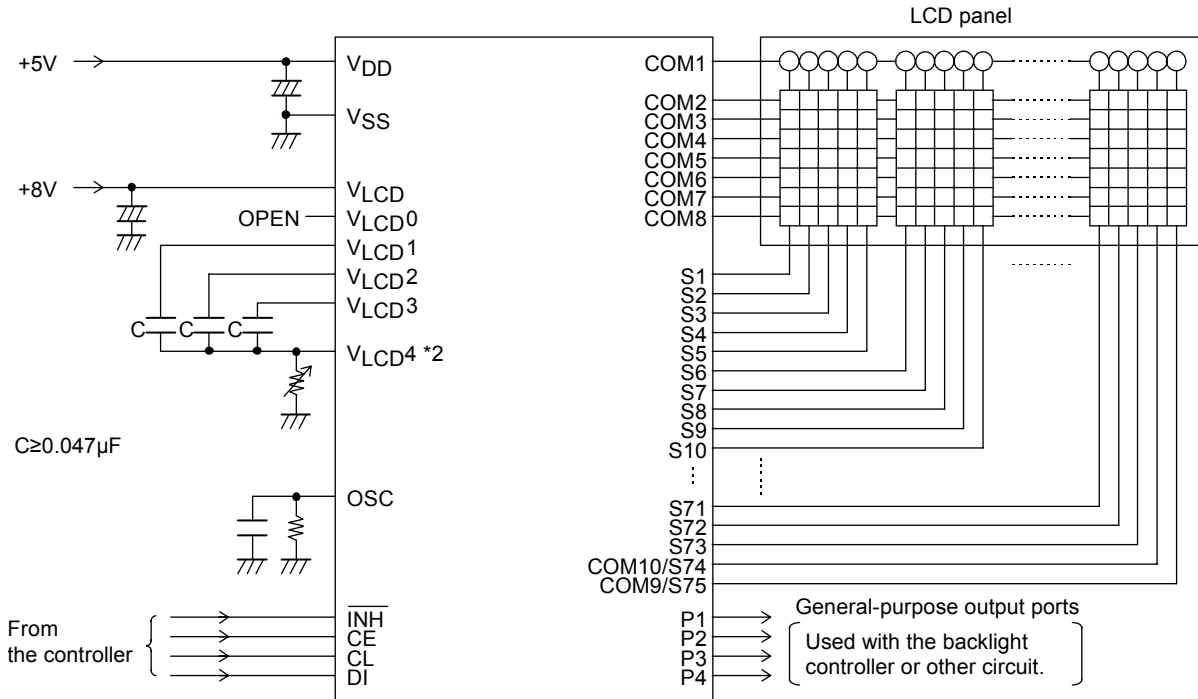 LCD panel
+5V
VDD
VSS
+8V
VLCD
OPEN
VLCD0
VLCD1
VLCD2
VLCD3
C
C
C
VLCD4 *2
C≥0.047μF
OSC
From
the controller
INH
CE
CL
DI
COM1
COM2
COM3
COM4
COM5
COM6
COM7
COM8
S1
S2
S3
S4
S5
S6
S7
S8
S9
S10
S71
S72
S73
COM10/S74
COM9/S75
P1
P2
P3
P4
General-purpose output ports
Used with the backlight
controller or other circuit.